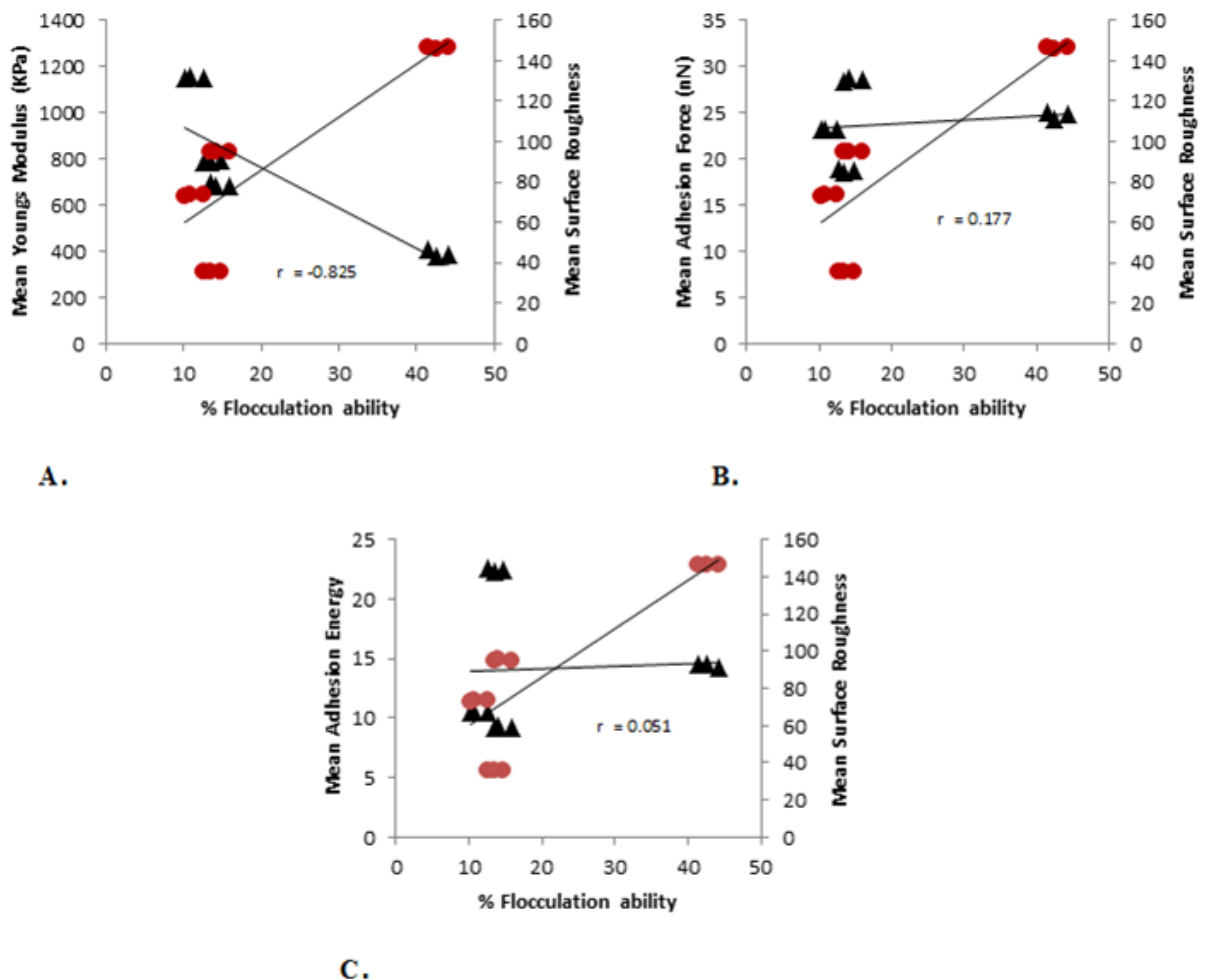 1400
1200
1000
800
600
400
200
0
160
140
120
100
80
60
40
20
0
0 10 20 30 40 50
Mean Youngs Modulus (KPa)
Mean Surface Roughness
r = -0.825
% Flocculation ability
A.
35
30
25
20
15
10
5
0
160
140
120
100
80
60
40
20
0
0 10 20 30 40 50
Mean Adhesion Force (nN)
Mean Surface Roughness
r = 0.177
% Flocculation ability
B.
25
20
15
10
5
0
160
140
120
100
80
60
40
20
0
0 10 20 30 40 50
Mean Adhesion Energy
Mean Surface Roughness
r = 0.051
% Flocculation ability
C.